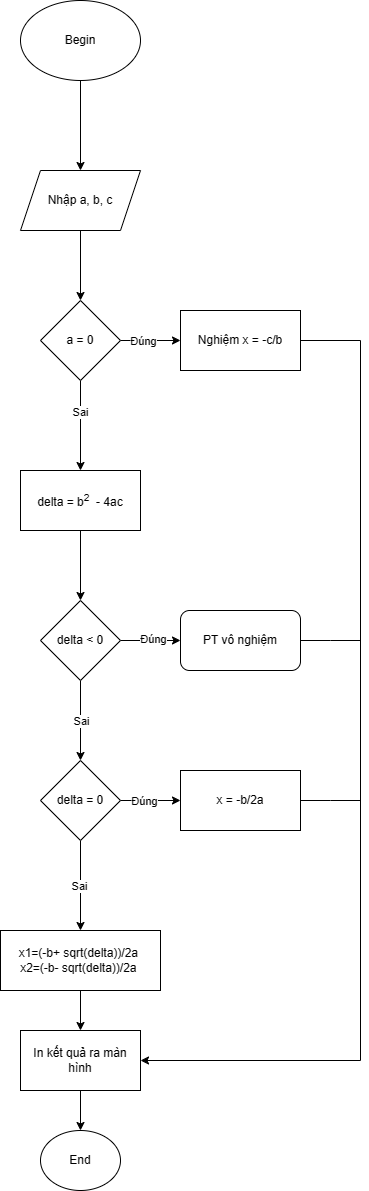 Begin
Nhập a, b, c
a = 0
Đúng
Nghiệm x = -c/b
Sai
delta = b² - 4ac
delta < 0
Đúng
PT vô nghiệm
Sai
delta = 0
Đúng
x = -b/2a
Sai
x1=(-b+ sqrt(delta))/2a
x2=(-b- sqrt(delta))/2a
In kết quả ra màn
hình
End